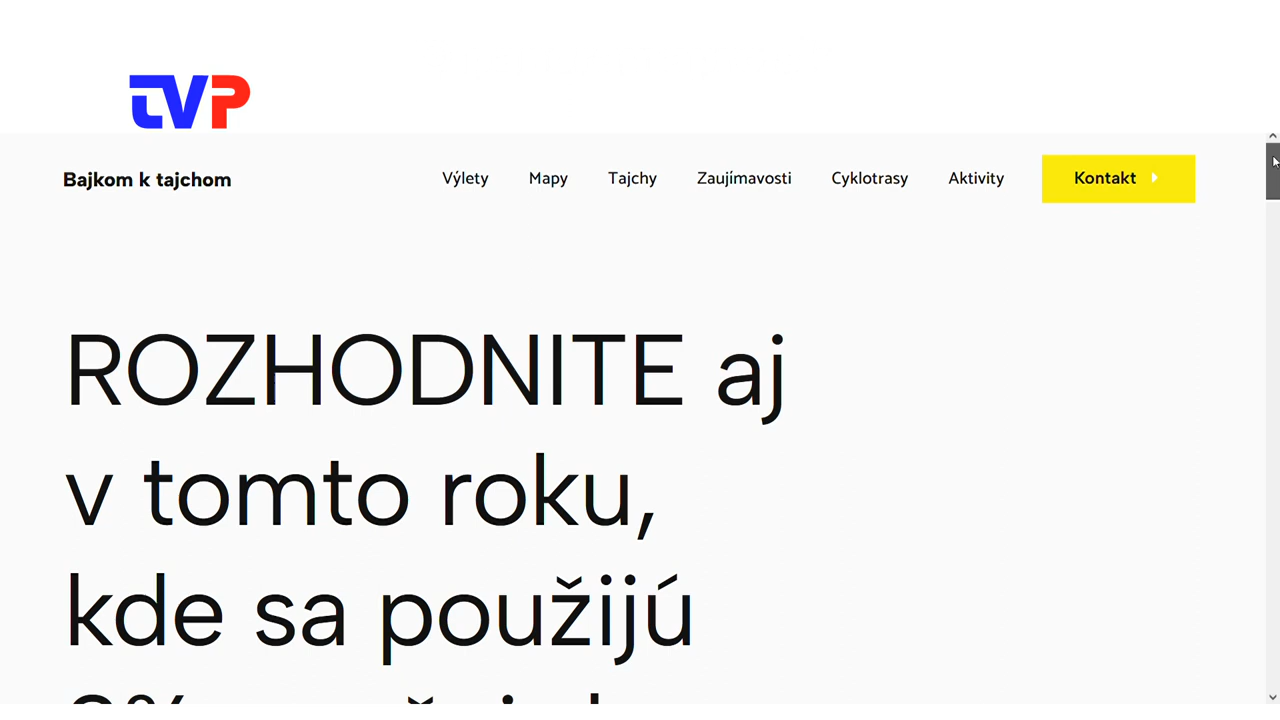 tVP
Bajkom k tajchom
Výlety
Mapy
Tajchy
Zaujímavosti
Cyklotrasy
Aktivity
Kontakt
ROZHODNITE aj
v tomto roku,
kde sa použijú